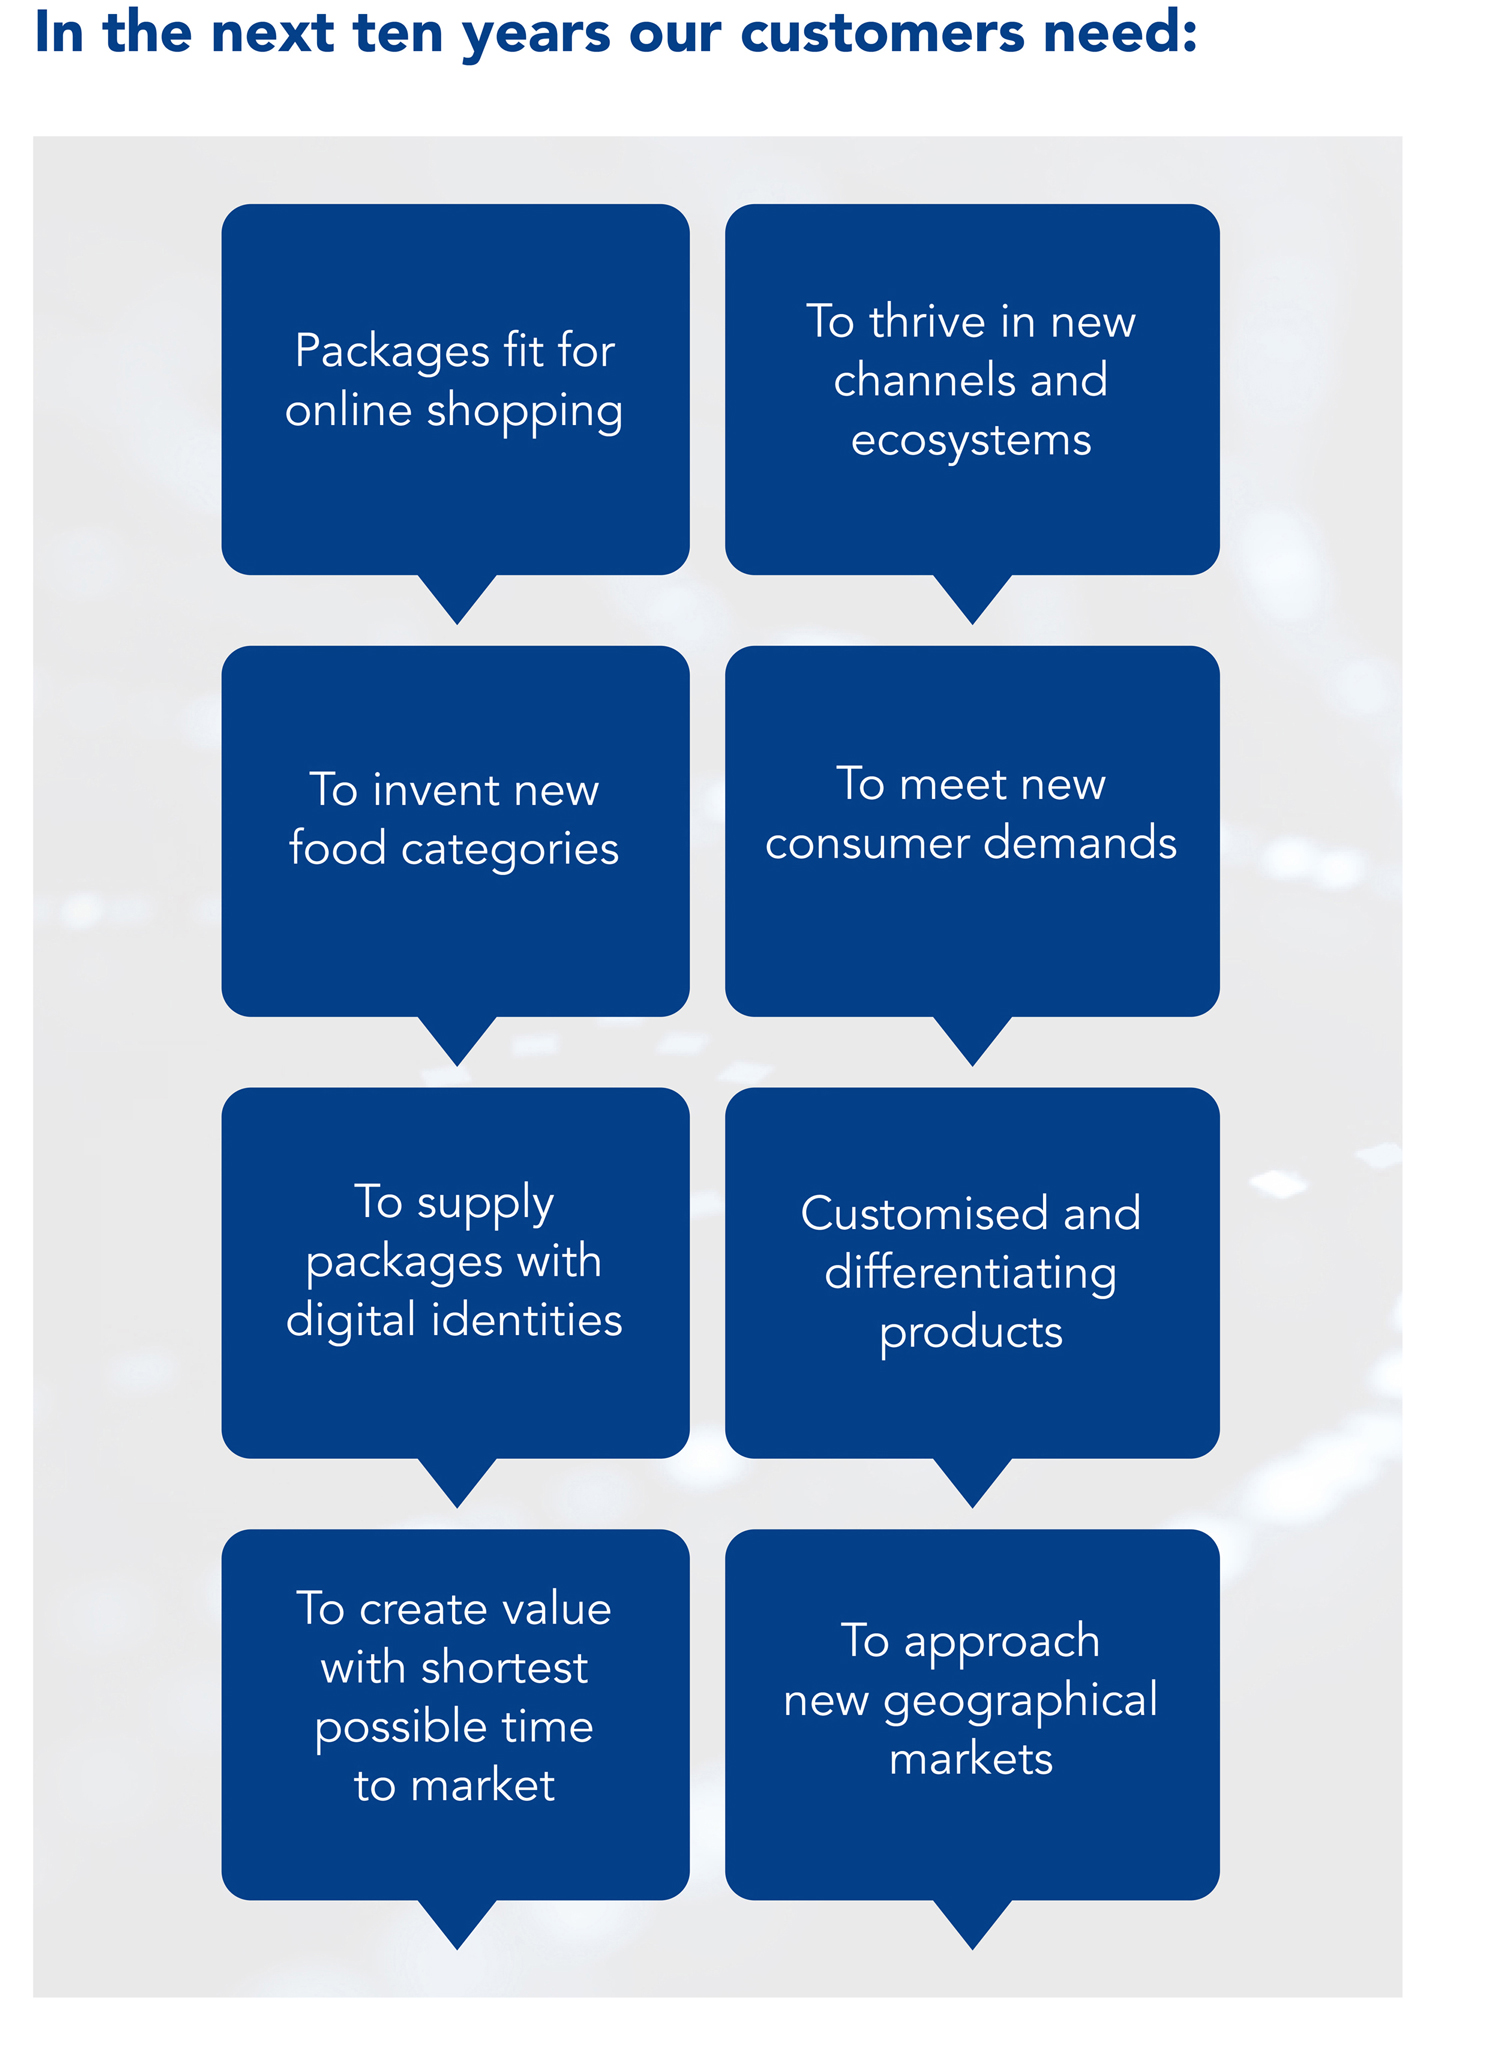 In the next ten years our customers need:
Packages fit for
online shopping
To thrive in new
channels and
ecosystems
To invent new
food categories
To meet new
consumer demands
To supply
packages with
digital identities
Customised and
differentiating
products
To create value
with shortest
possible time
to market
To approach
new geographical
markets